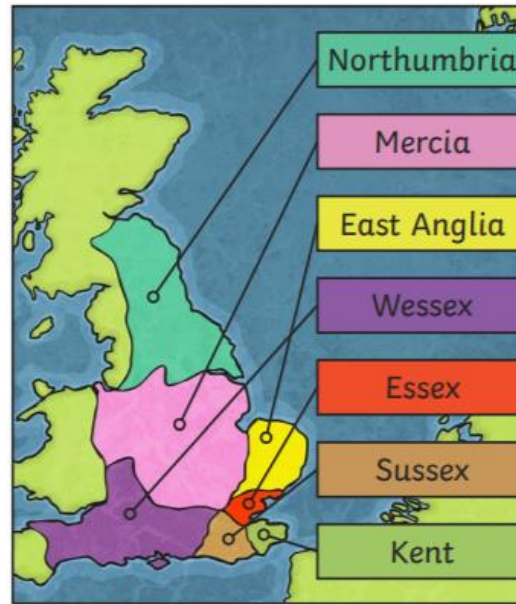 Northumbria
Mercia
East Anglia
Wessex
Essex
Sussex
Kent